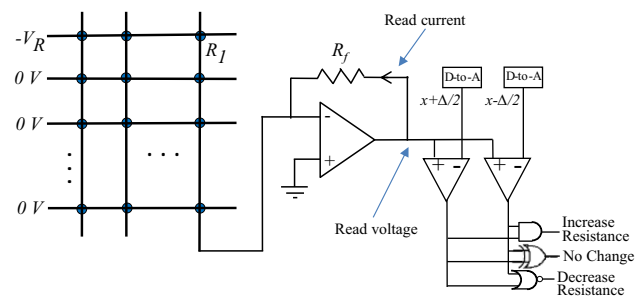 Read current
-V_R
R_1
R_f
D-to-A
D-to-A
0 V
x+Δ/2
x-Δ/2
0 V
-
+
+ -
+ -
. . .
0 V
Read voltage
Increase
Resistance
No Change
Decrease
Resistance